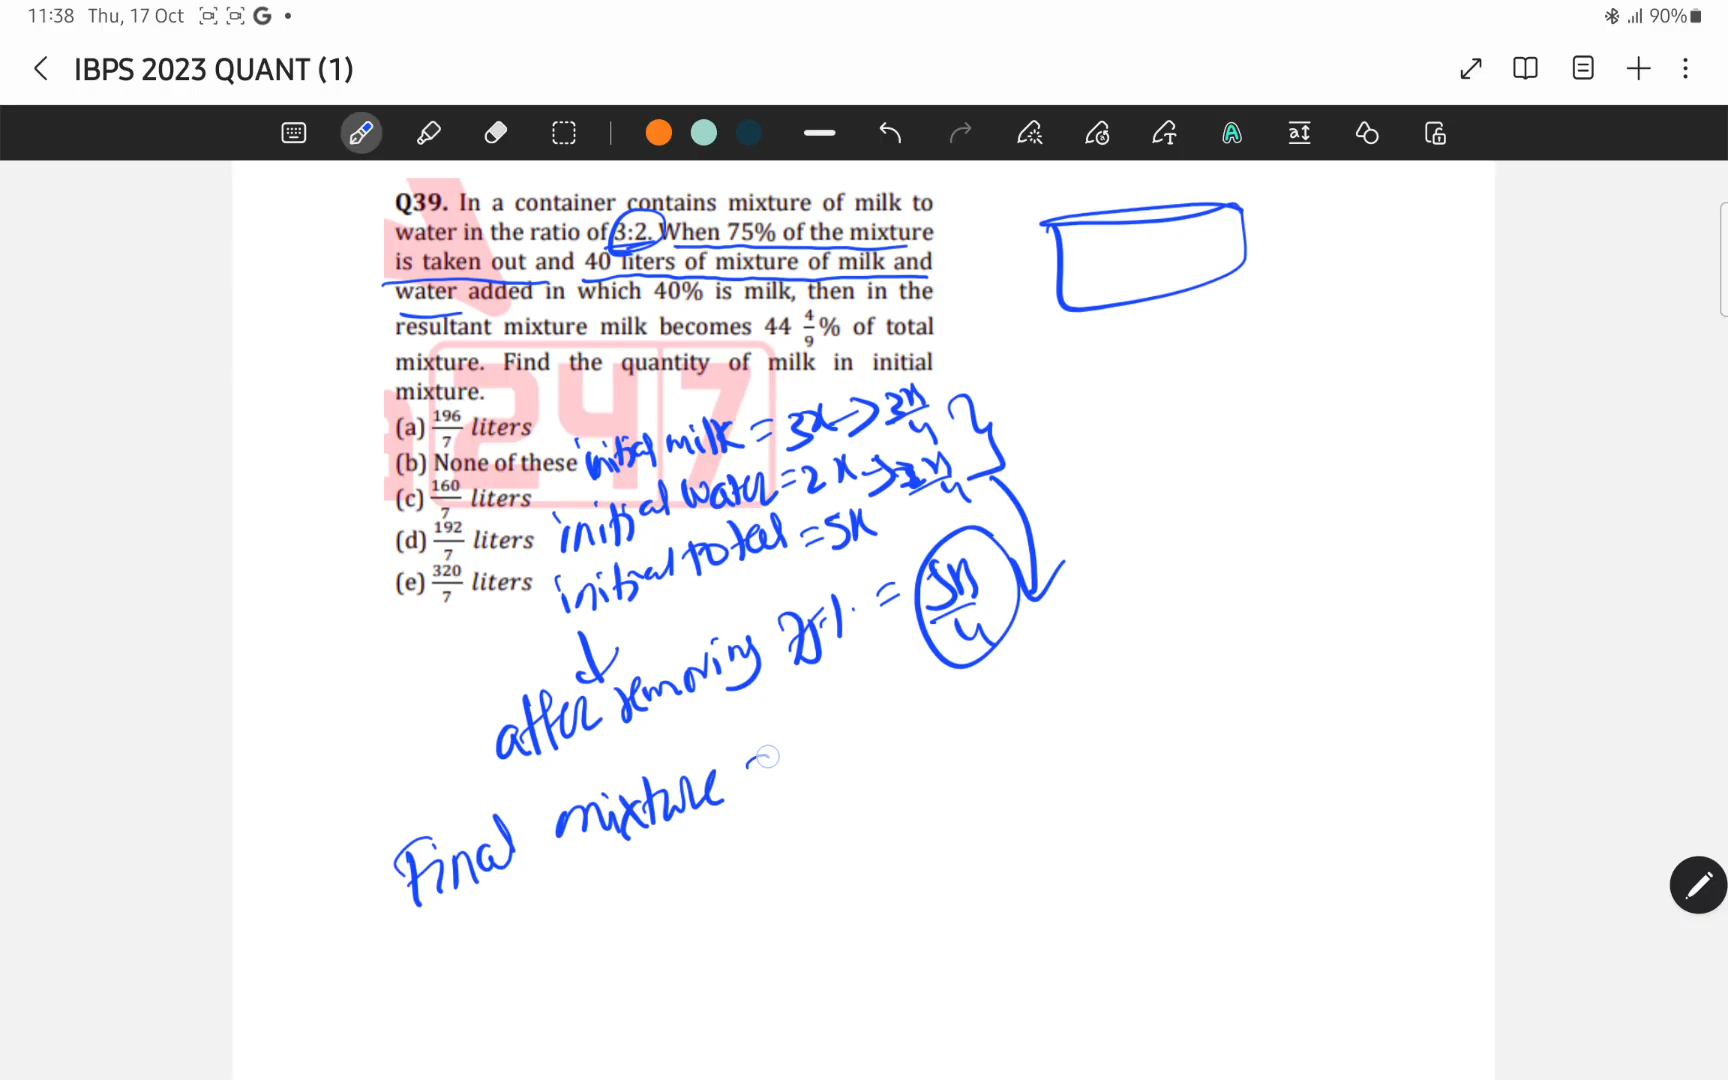 11:38 Thu, 17 Oct G 90%
IBPS 2023 QUANT (1)
Q39. In a container contains mixture of milk to
water in the ratio of 3:2. When 75% of the mixture
is taken out and 40 liters of mixture of milk and
water added in which 40% is milk, then in the
resultant mixture milk becomes 44 4/9% of total
mixture. Find the quantity of milk in initial
mixture.
(a) 196/7 liters
(b) None of these
(c) 160/7 liters
(d) 192/7 liters
(e) 320/7 liters
247
initial milk = 3x → 3x/4
initial water = 2x → 2x/4
initial total = 5x
after removing 75%. = 5x/4
Final mixture